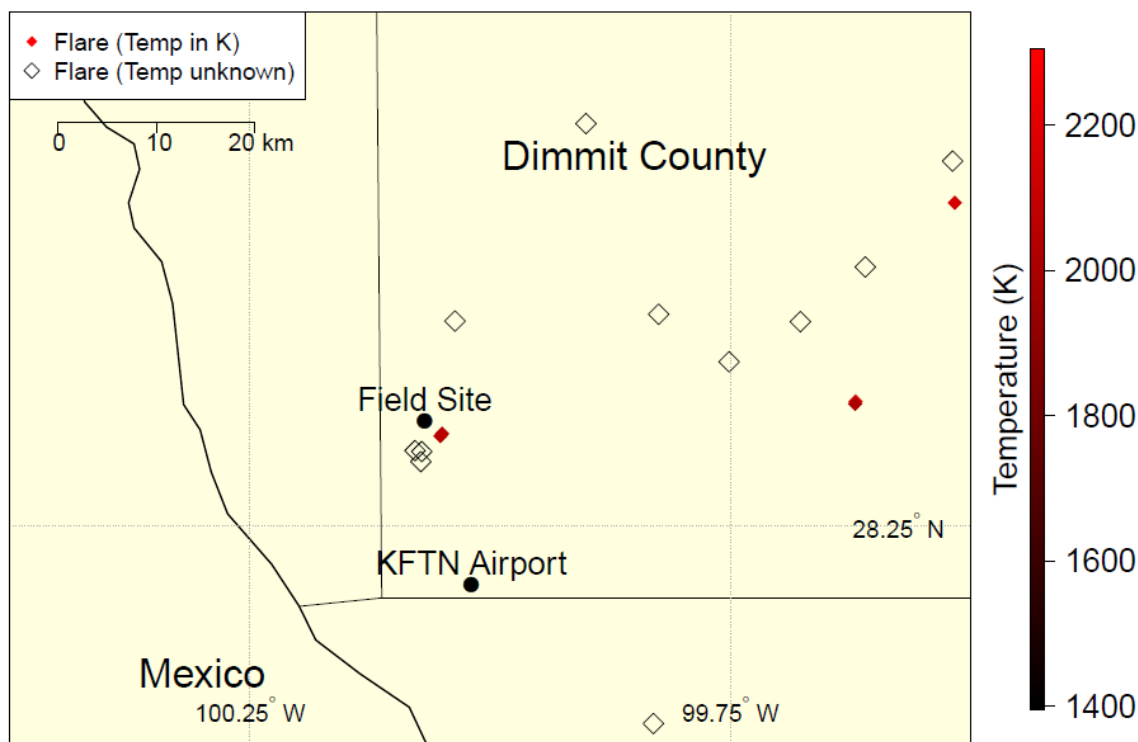 Flare (Temp in K)
Flare (Temp unknown)
0 10 20 km
Dimmit County
Field Site
28.25° N
KFTN Airport
Mexico
100.25° W
99.75° W
Temperature (K)
2200
2000
1800
1600
1400